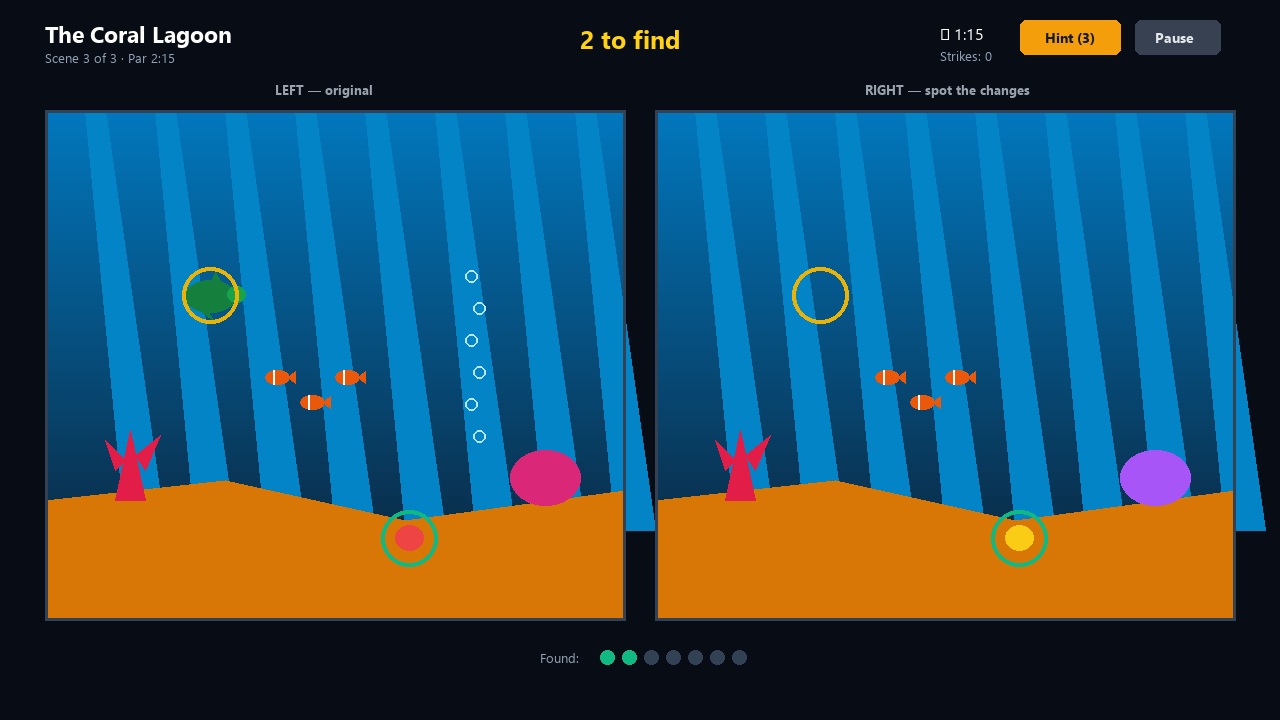 The Coral Lagoon
Scene 3 of 3 · Par 2:15
2 to find
1:15
Strikes: 0
Hint (3)
Pause
LEFT — original
RIGHT — spot the changes
Found: